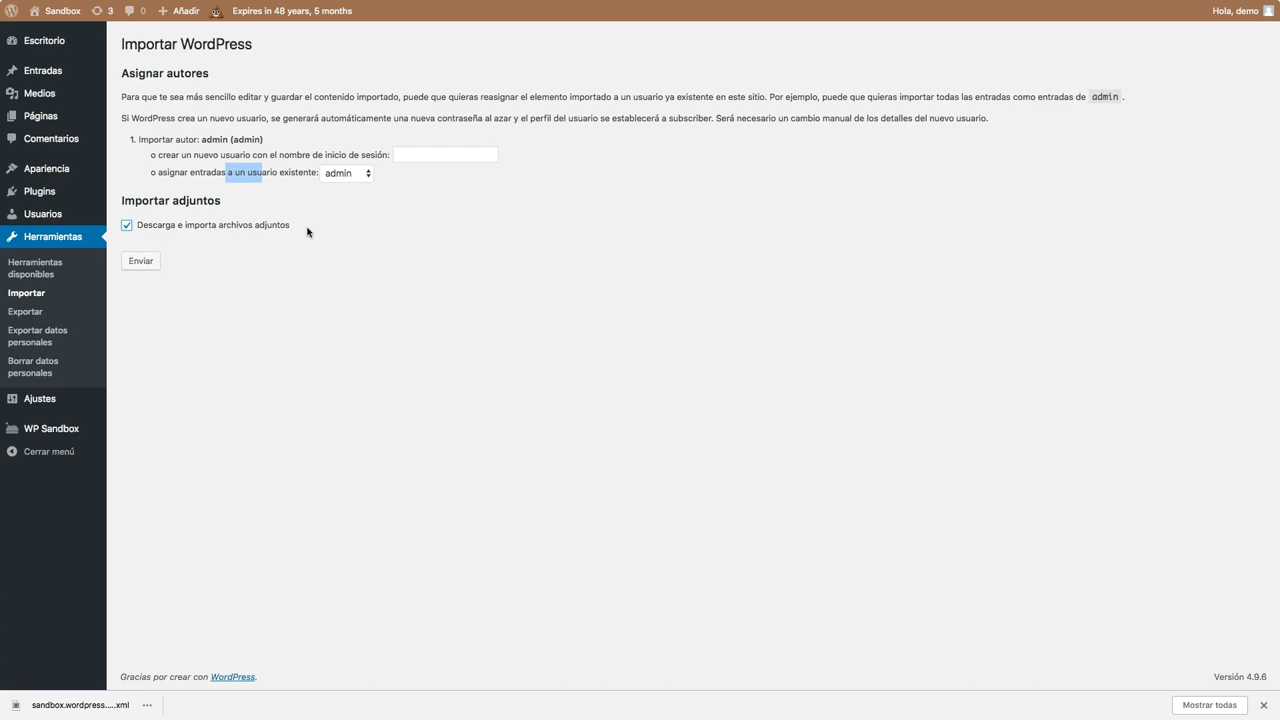 Sandbox 3 0 Añadir Expires in 48 years, 5 months Hola, demo
Escritorio
Entradas
Medios
Páginas
Comentarios
Apariencia
Plugins
Usuarios
Herramientas
Herramientas
disponibles
Importar
Exportar
Exportar datos
personales
Borrar datos
personales
Ajustes
WP Sandbox
Cerrar menú
Importar WordPress
Asignar autores
Para que te sea más sencillo editar y guardar el contenido importado, puede que quieras reasignar el elemento importado a un usuario ya existente en este sitio. Por ejemplo, puede que quieras importar todas las entradas como entradas de admin .
Si WordPress crea un nuevo usuario, se generará automáticamente una nueva contraseña al azar y el perfil del usuario se establecerá a subscriber. Será necesario un cambio manual de los detalles del nuevo usuario.
1. Importar autor: admin (admin)
o crear un nuevo usuario con el nombre de inicio de sesión:
o asignar entradas a un usuario existente: admin
Importar adjuntos
Descarga e importa archivos adjuntos
Enviar
Gracias por crear con WordPress. Versión 4.9.6
sandbox.wordpress.....xml Mostrar todas